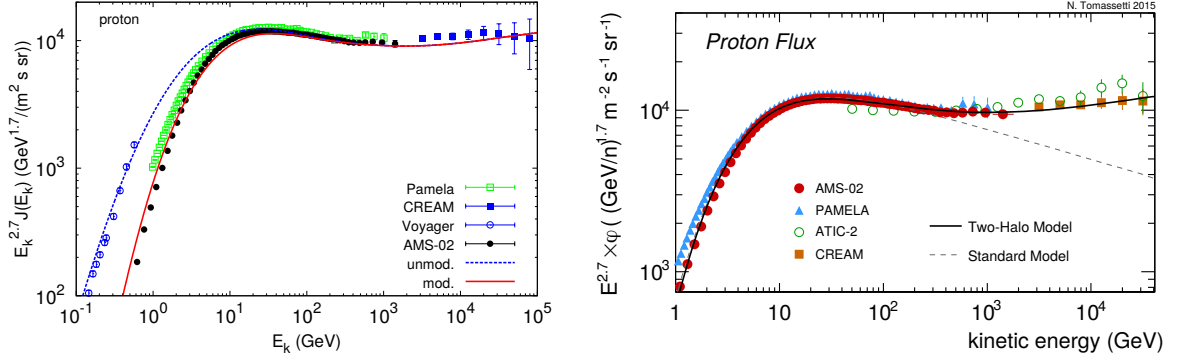 proton
E_k^2.7 J(E_k) (GeV^1.7/(m^2 s sr))
10^4
10^3
10^2
Pamela
CREAM
Voyager
AMS-02
unmod.
mod.
10^-1 10^0 10^1 10^2 10^3 10^4 10^5
E_k (GeV)
N. Tomassetti 2015
Proton Flux
E^2.7 ×φ ( (GeV/n)^1.7 m^-2 s^-1 sr^-1)
10^4
10^3
AMS-02
PAMELA
ATIC-2
CREAM
Two-Halo Model
Standard Model
1 10 10^2 10^3 10^4
kinetic energy (GeV)